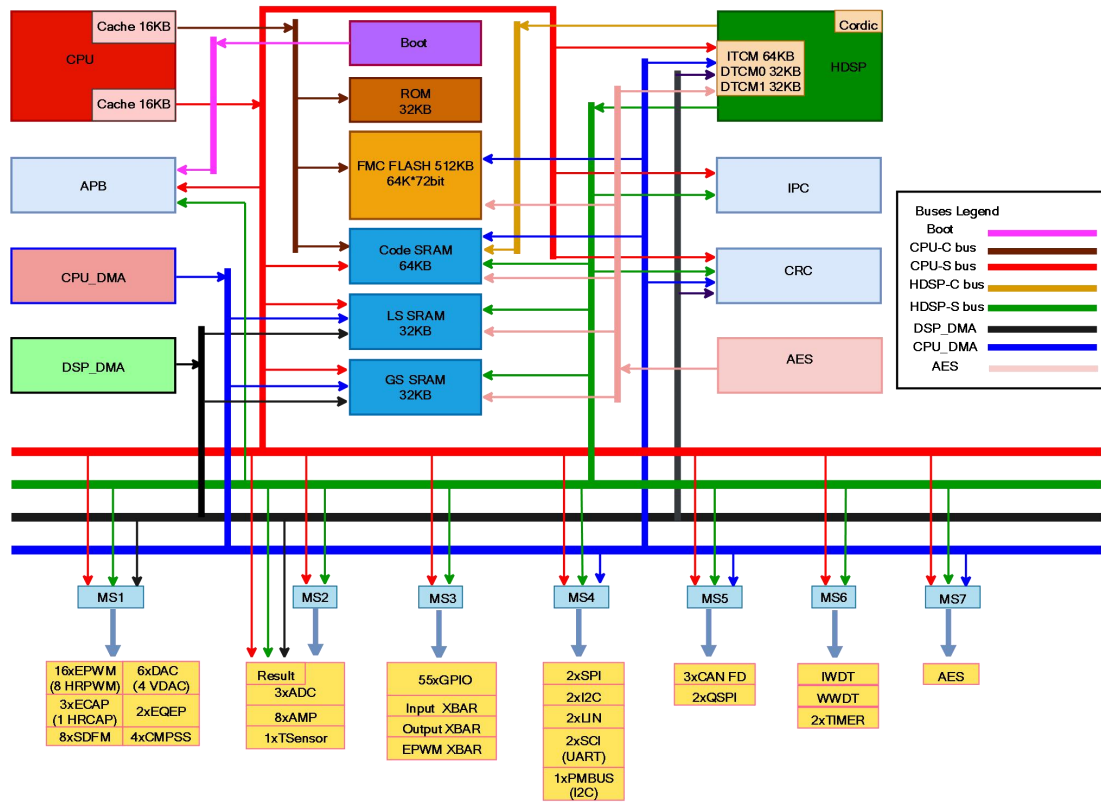 Cache 16KB
CPU
Cache 16KB
Boot
Cordic
ITCM 64KB
DTCM0 32KB
DTCM1 32KB
HDSP
ROM
32KB
FMC FLASH 512KB
64K*72bit
APB
IPC
Code SRAM
64KB
CPU_DMA
CRC
LS SRAM
32KB
DSP_DMA
AES
GS SRAM
32KB
Buses Legend
Boot
CPU-C bus
CPU-S bus
HDSP-C bus
HDSP-S bus
DSP_DMA
CPU_DMA
AES
MS1
MS2
MS3
MS4
MS5
MS6
MS7
16xEPWM
(8 HRPWM)
6xDAC
(4 VDAC)
3xECAP
(1 HRCAP)
2xEQEP
8xSDFM
4xCMPSS
Result
3xADC
8xAMP
1xTSensor
55xGPIO
Input XBAR
Output XBAR
EPWM XBAR
2xSPI
2xI2C
2xLIN
2xSCI
(UART)
1xPMBUS
(I2C)
3xCAN FD
2xQSPI
IWDT
WWDT
2xTIMER
AES